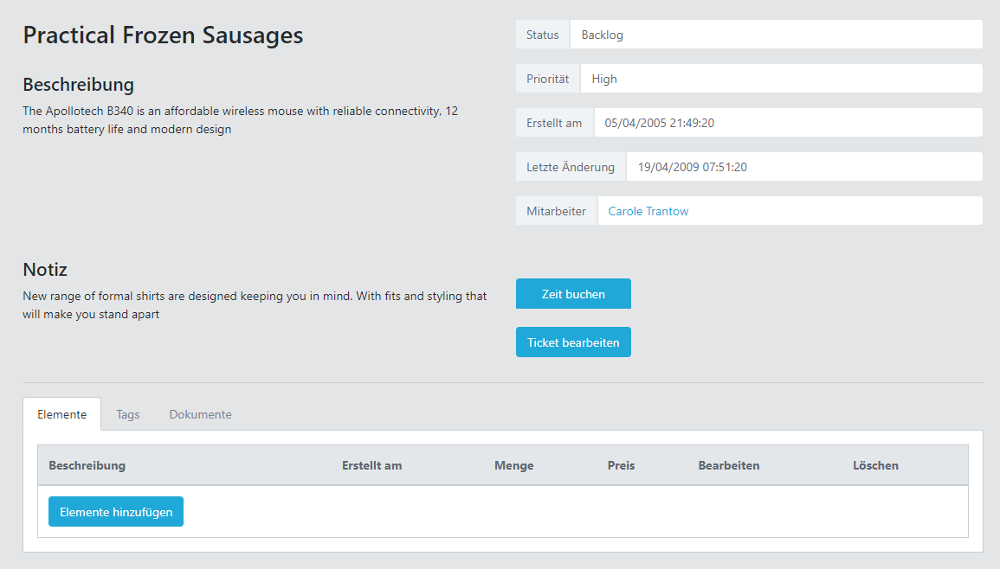 Practical Frozen Sausages
Beschreibung
The Apollotech B340 is an affordable wireless mouse with reliable connectivity, 12
months battery life and modern design
Status Backlog
Priorität High
Erstellt am 05/04/2005 21:49:20
Letzte Änderung 19/04/2009 07:51:20
Mitarbeiter Carole Trantow
Notiz
New range of formal shirts are designed keeping you in mind. With fits and styling that
will make you stand apart
Zeit buchen
Ticket bearbeiten
Elemente Tags Dokumente
Beschreibung Erstellt am Menge Preis Bearbeiten Löschen
Elemente hinzufügen